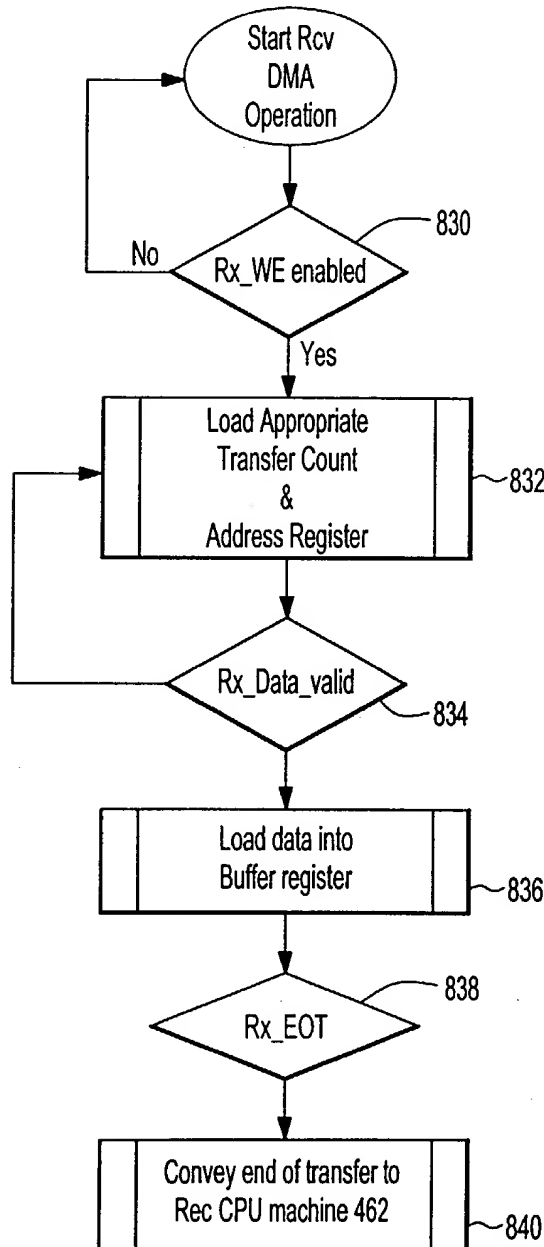 Start Rcv
DMA
Operation
830
No
Rx_WE enabled
Yes
Load Appropriate
Transfer Count
&
Address Register
832
Rx_Data_valid
834
Load data into
Buffer register
836
838
Rx_EOT
Convey end of transfer to
Rec CPU machine 462
840